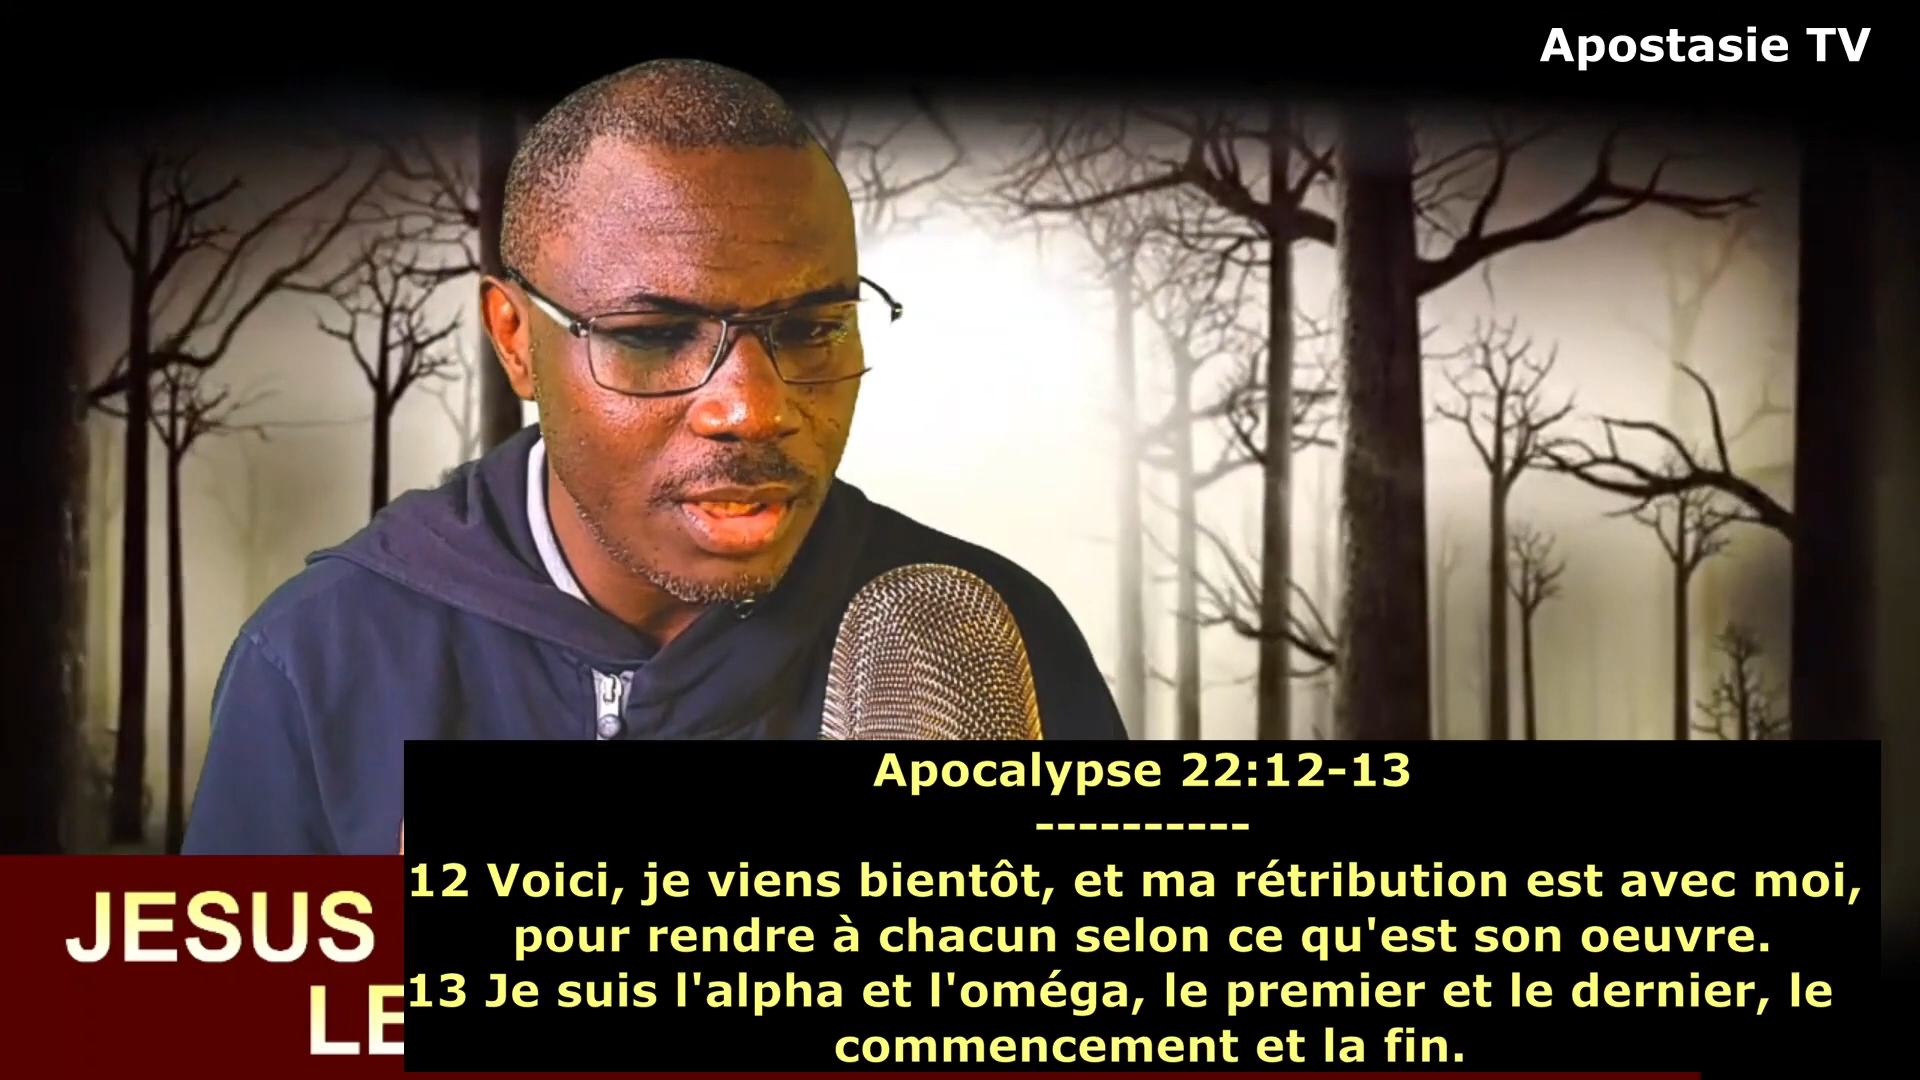 Apostasie TV
Apocalypse 22:12-13
----------
12 Voici, je viens bientôt, et ma rétribution est avec moi,
pour rendre à chacun selon ce qu'est son oeuvre.
13 Je suis l'alpha et l'oméga, le premier et le dernier, le
commencement et la fin.
JESUS
LE